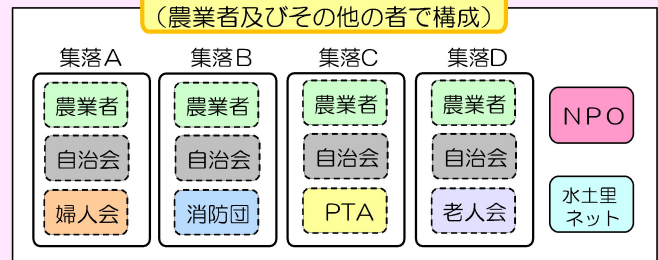 （農業者及びその他の者で構成）
集落A
農業者
自治会
婦人会
集落B
農業者
自治会
消防団
集落C
農業者
自治会
PTA
集落D
農業者
自治会
老人会
ＮＰＯ
水土里
ネット